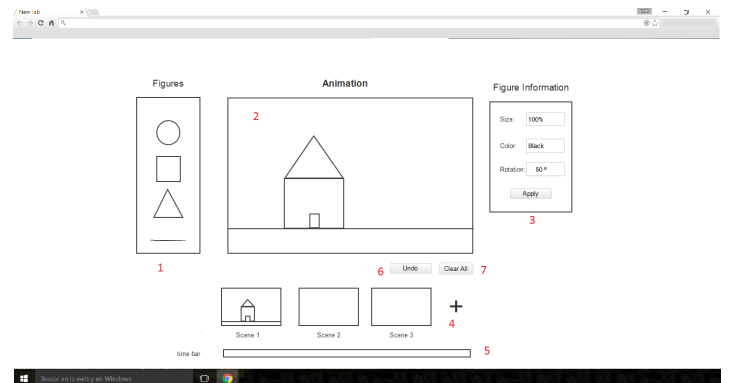 New Tab
Figures
Animation
Figure Information
2
Size:
100%
Color:
Black
Rotation:
50 º
Apply
3
1
6
Undo
Clear All
7
+
4
Scene 1
Scene 2
Scene 3
time bar
5
Buscar en la web y en Windows